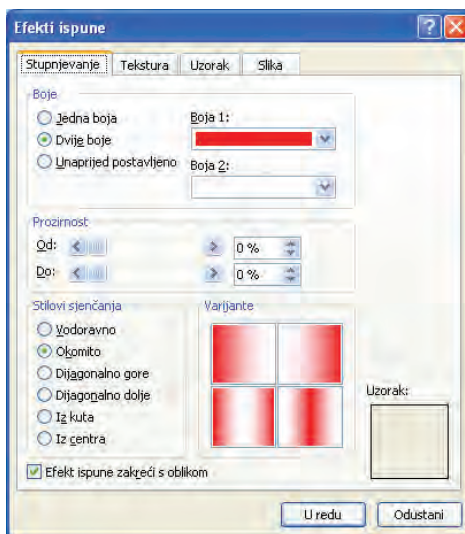 Efekti ispune
Stupnjevanje Tekstura Uzorak Slika
Boje
Jedna boja
Dvije boje
Unaprijed postavljeno
Boja 1:
Boja 2:
Prozirnost
Od: 0 %
Do: 0 %
Stilovi sjenčanja
Vodoravno
Okomito
Dijagonalno gore
Dijagonalno dolje
Iz kuta
Iz centra
Varijante
Uzorak:
Efekt ispune zakreći s oblikom
U redu Odustani